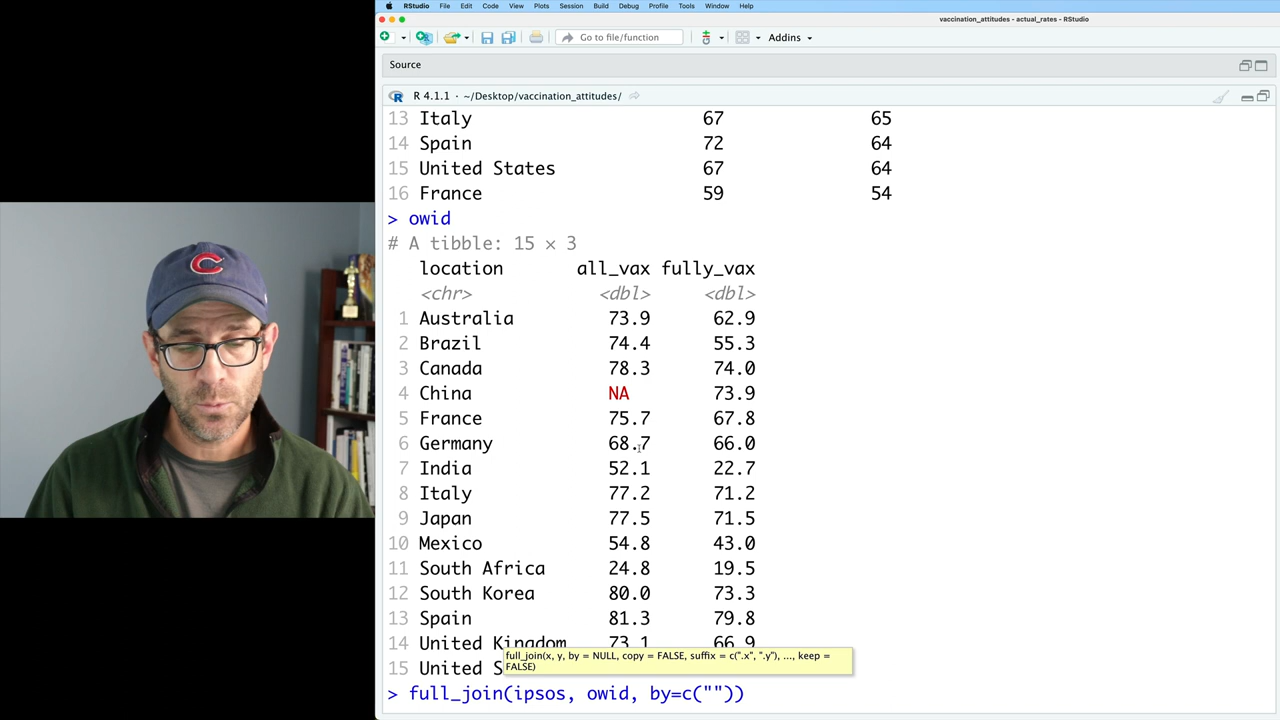 RStudio File Edit Code View Plots Session Build Debug Profile Tools Window Help
vaccination_attitudes - actual_rates - RStudio
Go to file/function Addins
Source
R 4.1.1 · ~/Desktop/vaccination_attitudes/
13 Italy 67 65
14 Spain 72 64
15 United States 67 64
16 France 59 54
> owid
# A tibble: 15 × 3
location all_vax fully_vax
<chr> <dbl> <dbl>
1 Australia 73.9 62.9
2 Brazil 74.4 55.3
3 Canada 78.3 74.0
4 China NA 73.9
5 France 75.7 67.8
6 Germany 68.7 66.0
7 India 52.1 22.7
8 Italy 77.2 71.2
9 Japan 77.5 71.5
10 Mexico 54.8 43.0
11 South Africa 24.8 19.5
12 South Korea 80.0 73.3
13 Spain 81.3 79.8
14 United Kingdom 73.1 66.9
full_join(x, y, by = NULL, copy = FALSE, suffix = c(".x", ".y"), ..., keep =
FALSE)
15 United S
> full_join(ipsos, owid, by=c(""))